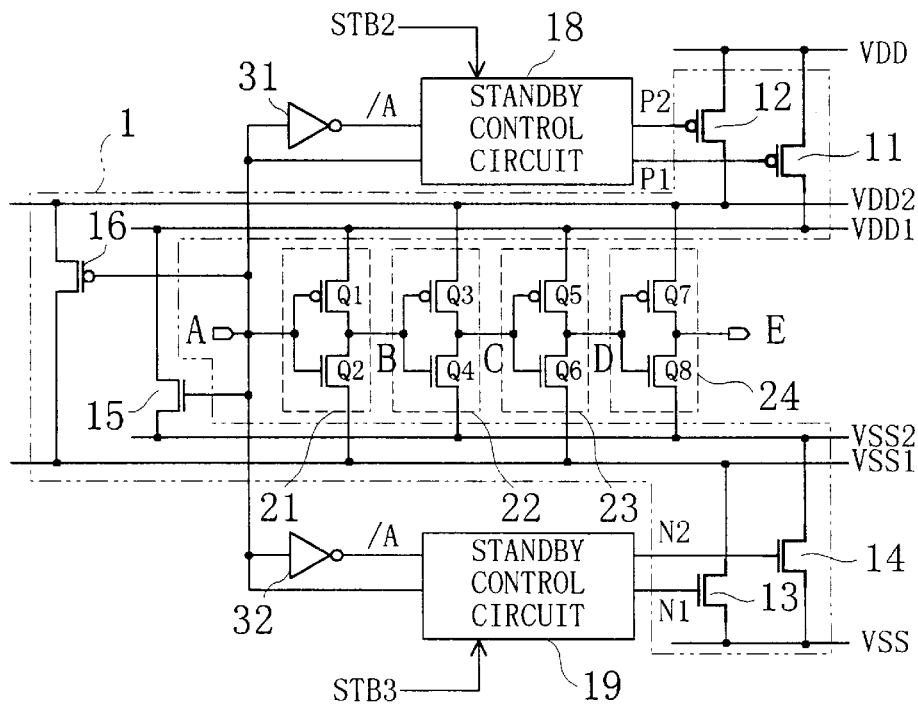 STB2
18
VDD
31
/A
STANDBY
CONTROL
CIRCUIT
P2
12
P1
11
1
VDD2
VDD1
16
Q1
Q3
Q5
Q7
A
B
C
D
E
Q2
Q4
Q6
Q8
15
24
VSS2
VSS1
21
22
23
/A
STANDBY
CONTROL
CIRCUIT
N2
14
N1
13
32
VSS
STB3
19